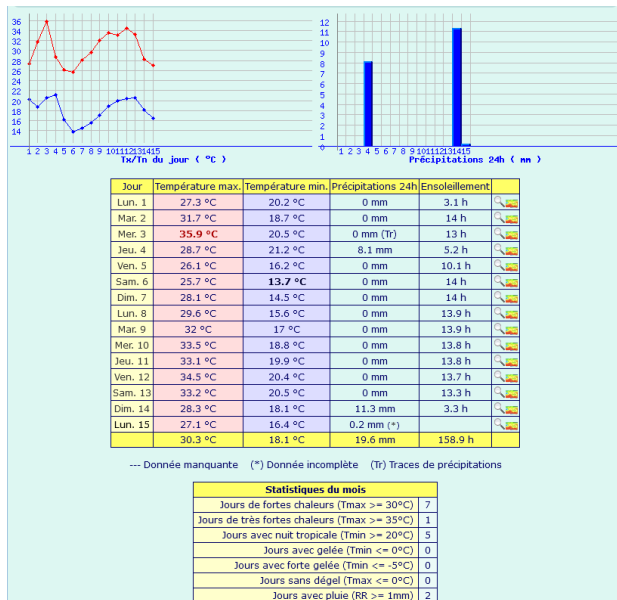 36
34
32
30
28
26
24
22
20
18
16
14
1 2 3 4 5 6 7 8 9 10 11 12 13 14 15
Tx/Tn du jour ( °C )
12
11
10
9
8
7
6
5
4
3
2
1
0
1 2 3 4 5 6 7 8 9 10 11 12 13 14 15
Précipitations 24h ( mm )
Jour Température max. Température min. Précipitations 24h Ensoleillement
Lun. 1 27.3 °C 20.2 °C 0 mm 3.1 h
Mar. 2 31.7 °C 18.7 °C 0 mm 14 h
Mer. 3 35.9 °C 20.5 °C 0 mm (Tr) 13 h
Jeu. 4 28.7 °C 21.2 °C 8.1 mm 5.2 h
Ven. 5 26.1 °C 16.2 °C 0 mm 10.1 h
Sam. 6 25.7 °C 13.7 °C 0 mm 14 h
Dim. 7 28.1 °C 14.5 °C 0 mm 14 h
Lun. 8 29.6 °C 15.6 °C 0 mm 13.9 h
Mar. 9 32 °C 17 °C 0 mm 13.9 h
Mer. 10 33.5 °C 18.8 °C 0 mm 13.8 h
Jeu. 11 33.1 °C 19.9 °C 0 mm 13.8 h
Ven. 12 34.5 °C 20.4 °C 0 mm 13.7 h
Sam. 13 33.2 °C 20.5 °C 0 mm 13.3 h
Dim. 14 28.3 °C 18.1 °C 11.3 mm 3.3 h
Lun. 15 27.1 °C 16.4 °C 0.2 mm (*)
30.3 °C 18.1 °C 19.6 mm 158.9 h
--- Donnée manquante (*) Donnée incomplète (Tr) Traces de précipitations
Statistiques du mois
Jours de fortes chaleurs (Tmax >= 30°C) 7
Jours de très fortes chaleurs (Tmax >= 35°C) 1
Jours avec nuit tropicale (Tmin >= 20°C) 5
Jours avec gelée (Tmin <= 0°C) 0
Jours avec forte gelée (Tmin <= -5°C) 0
Jours sans dégel (Tmax <= 0°C) 0
Jours avec pluie (RR >= 1mm) 2